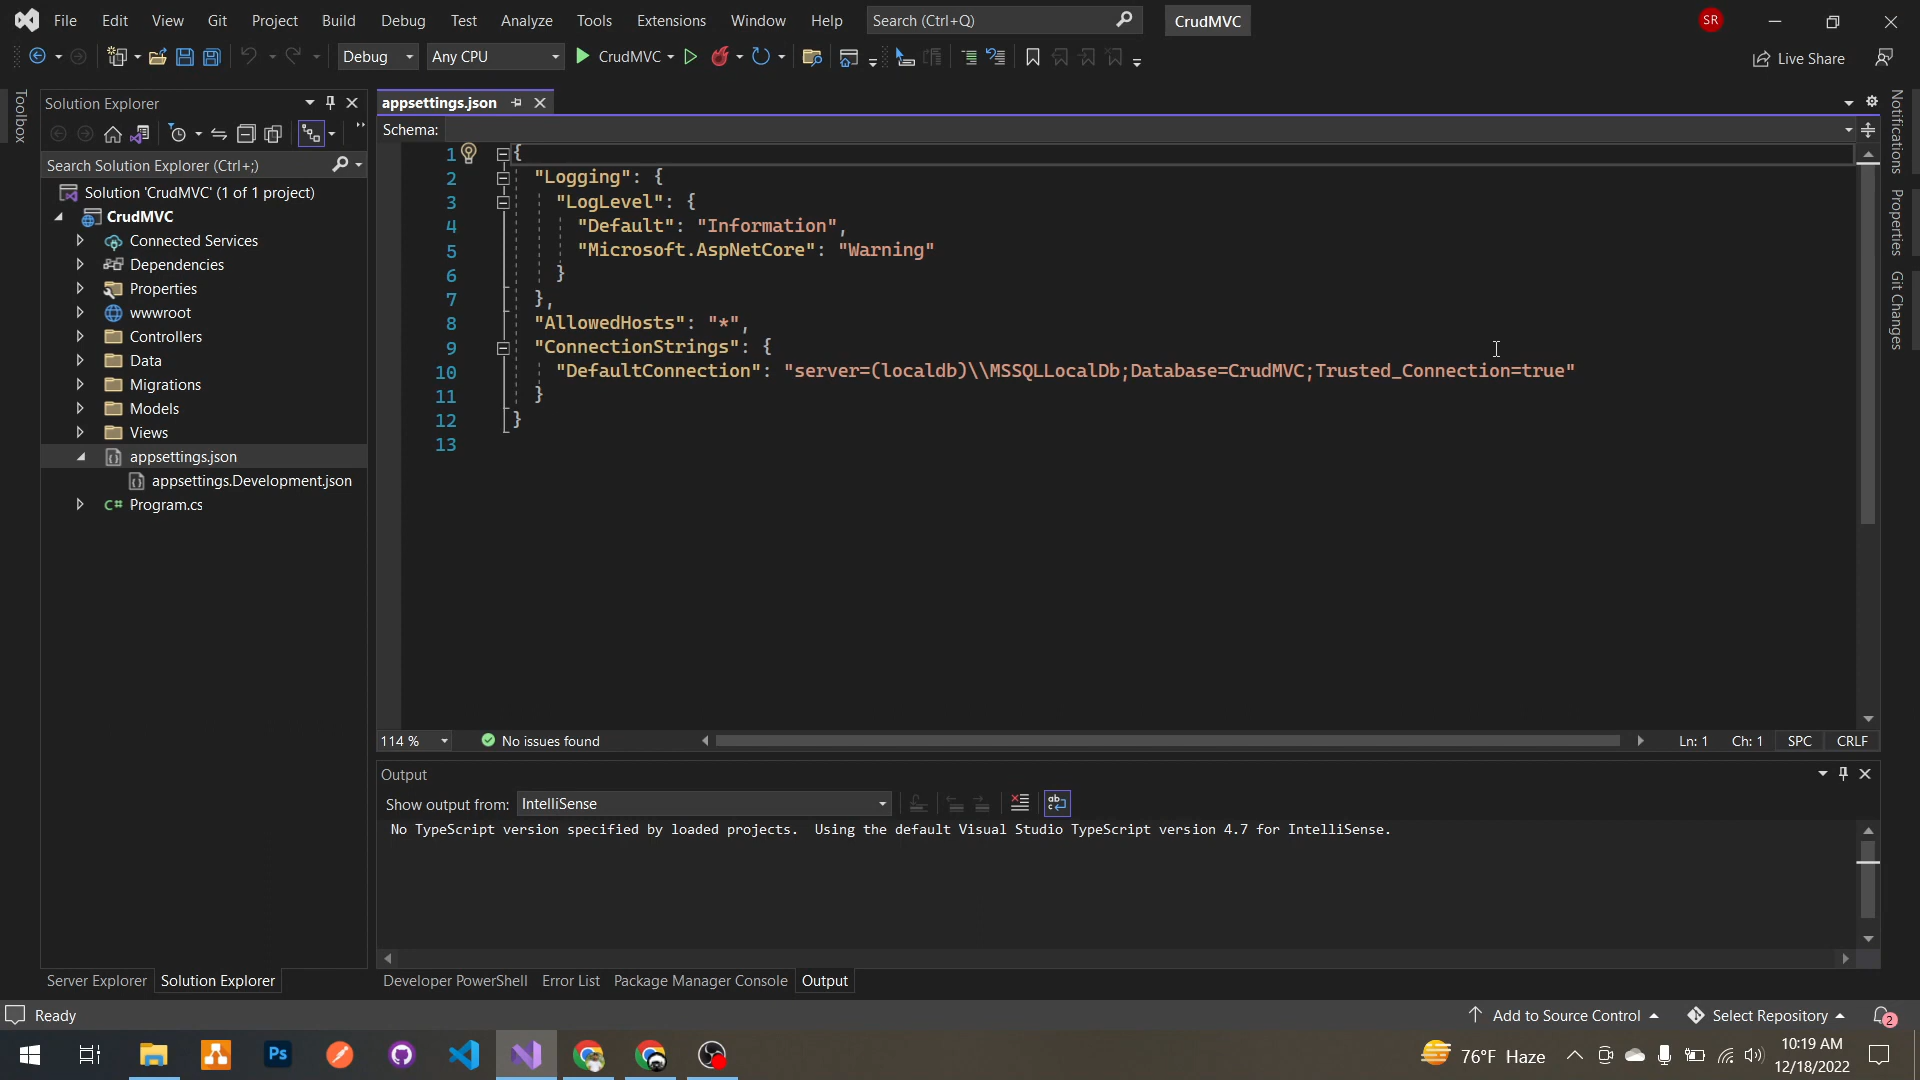 File Edit View Git Project Build Debug Test Analyze Tools Extensions Window Help Search (Ctrl+Q) CrudMVC SR
Debug Any CPU CrudMVC Live Share
Toolbox
Solution Explorer
Search Solution Explorer (Ctrl+;)
Solution 'CrudMVC' (1 of 1 project)
CrudMVC
Connected Services
Dependencies
Properties
wwwroot
Controllers
Data
Migrations
Models
Views
appsettings.json
appsettings.Development.json
C# Program.cs
Server Explorer Solution Explorer
appsettings.json
Schema:
1 {
2 "Logging": {
3 "LogLevel": {
4 "Default": "Information",
5 "Microsoft.AspNetCore": "Warning"
6 }
7 },
8 "AllowedHosts": "*",
9 "ConnectionStrings": {
10 "DefaultConnection": "server=(localdb)\\MSSQLLocalDb;Database=CrudMVC;Trusted_Connection=true"
11 }
12 }
13
114 % No issues found Ln: 1 Ch: 1 SPC CRLF
Output
Show output from: IntelliSense
No TypeScript version specified by loaded projects.  Using the default Visual Studio TypeScript version 4.7 for IntelliSense.
Developer PowerShell Error List Package Manager Console Output
Notifications
Properties
Git Changes
Ready Add to Source Control Select Repository 2
Ps 76°F Haze 10:19 AM
12/18/2022